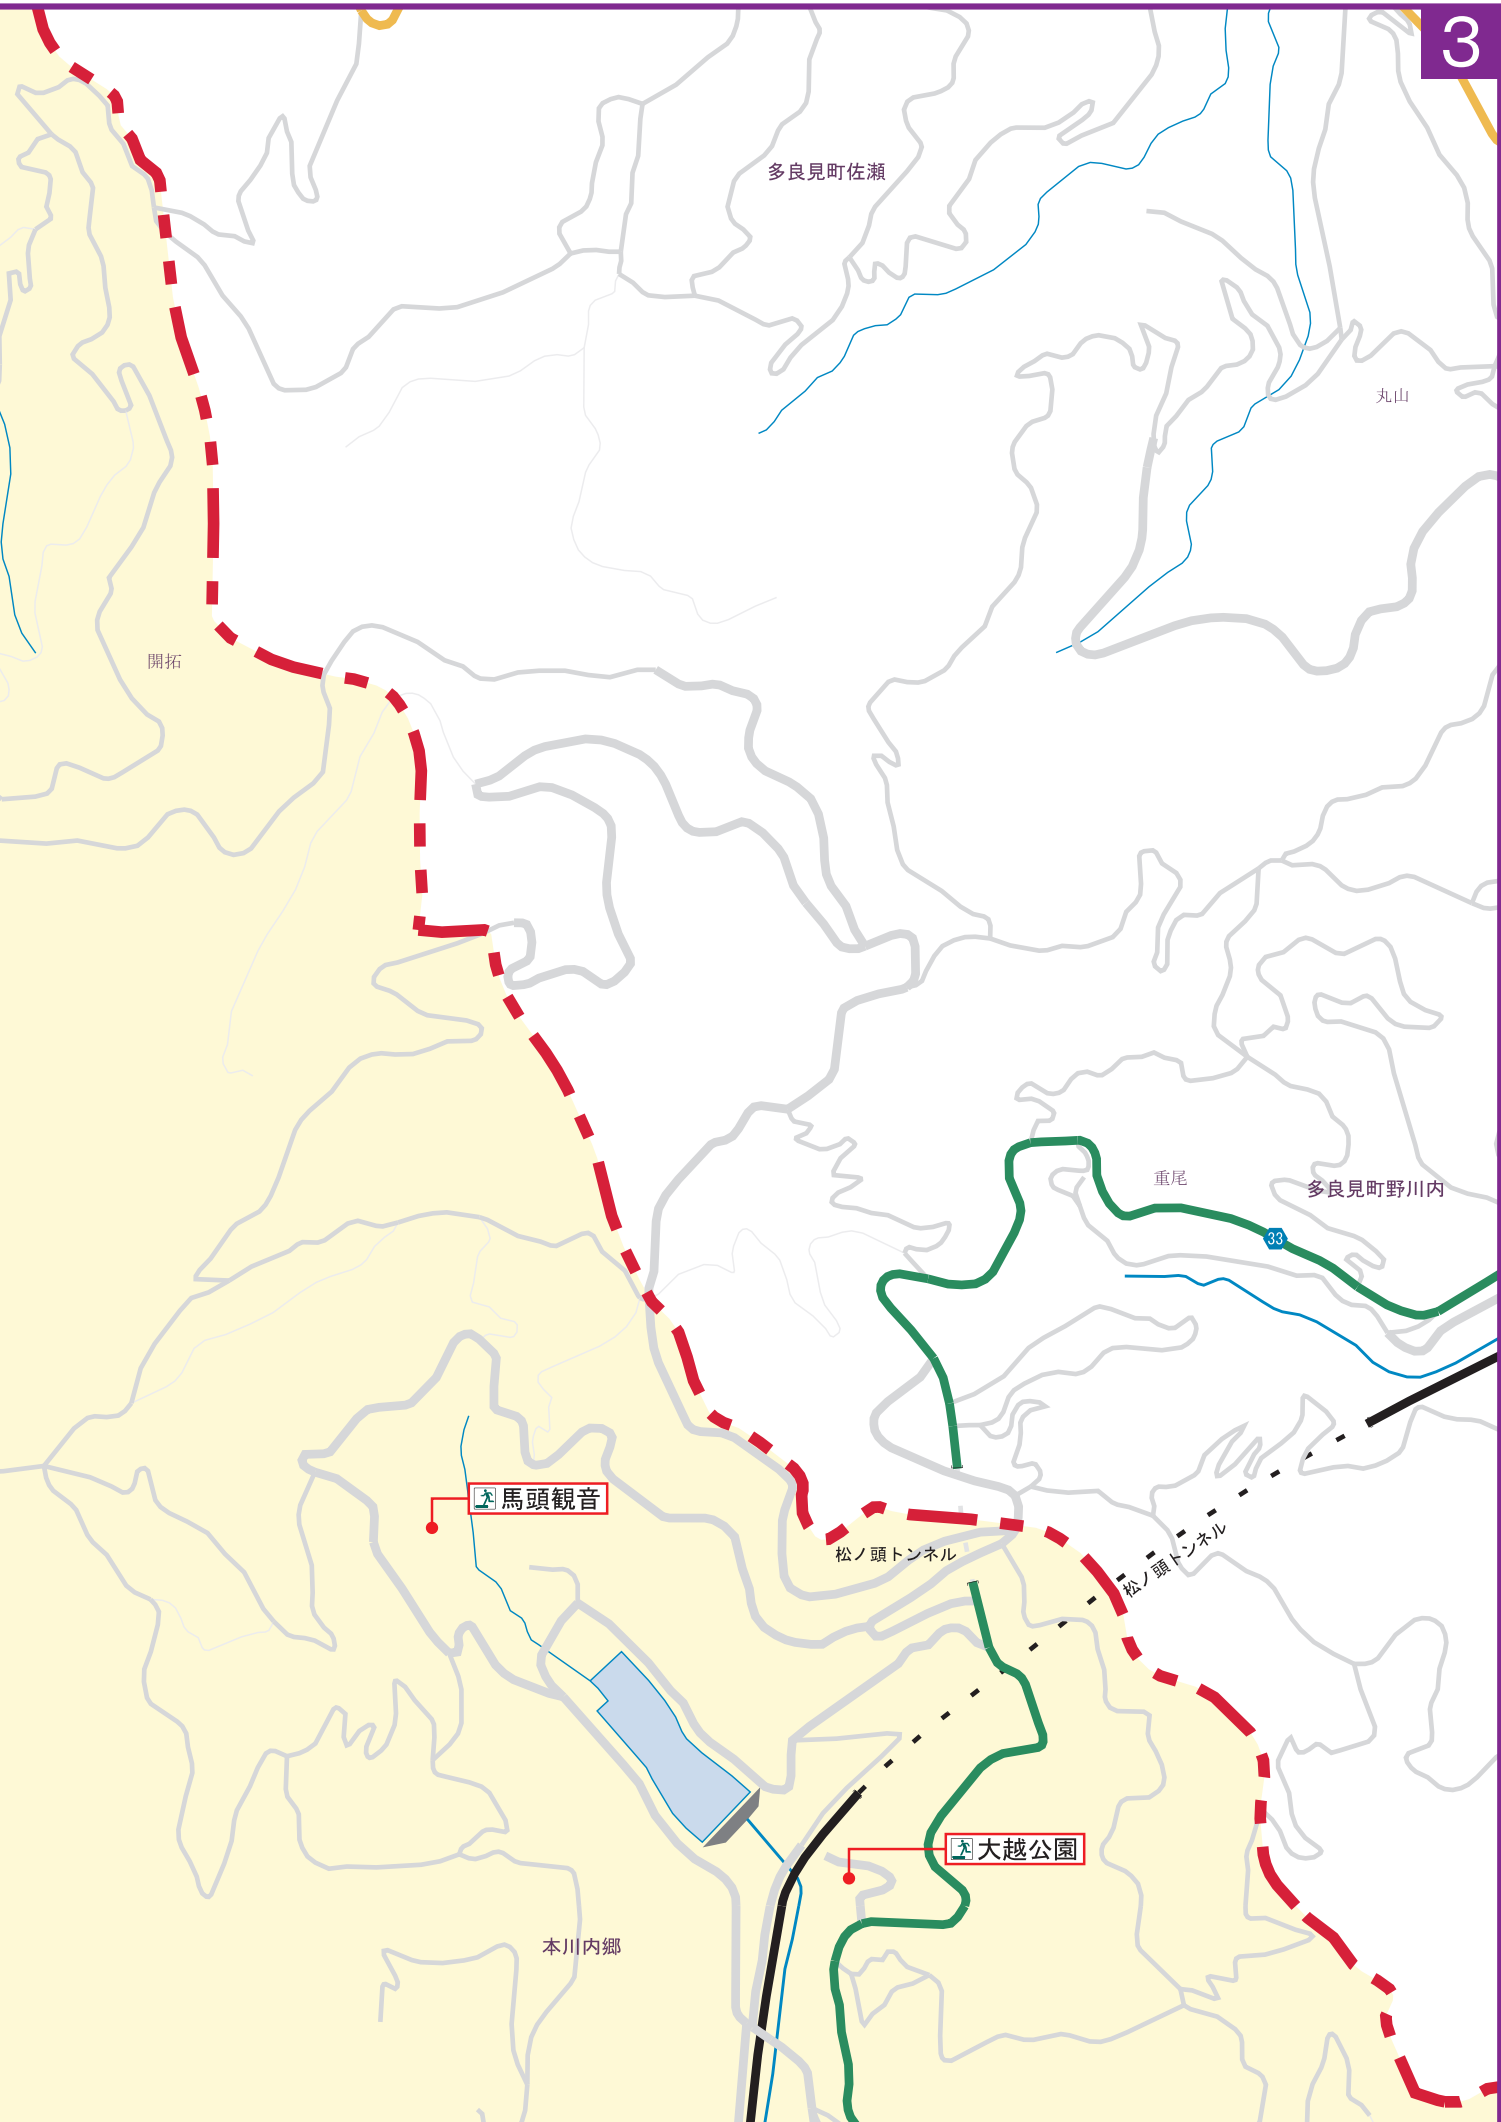 3
多良見町佐瀬
丸山
開拓
重尾
多良見町野川内
33
馬頭観音
松ノ頭トンネル
松ノ頭トンネル
大越公園
本川内郷